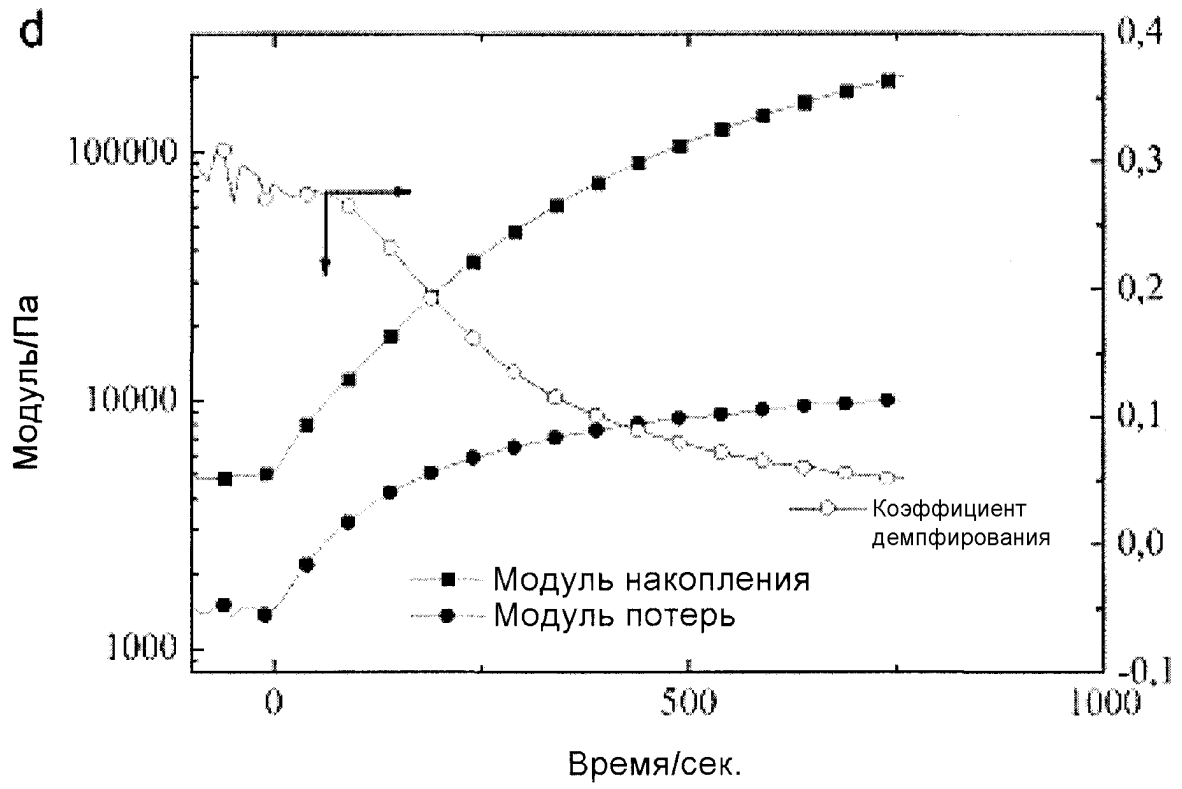 d
0,4
100000
0,3
0,2
Модуль/Па
10000
0,1
Коэффициент
демпфирования
0,0
Модуль накопления
Модуль потерь
1000
-0,1
0
500
1000
Время/сек.